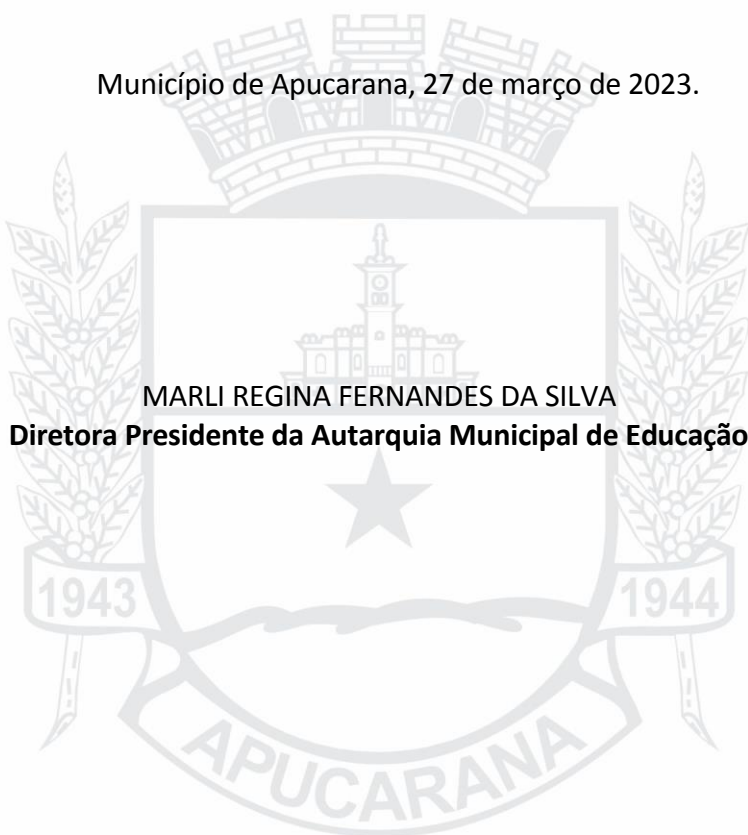 Município de Apucarana, 27 de março de 2023.
MARLI REGINA FERNANDES DA SILVA
Diretora Presidente da Autarquia Municipal de Educação
1943
1944
APUCARANA